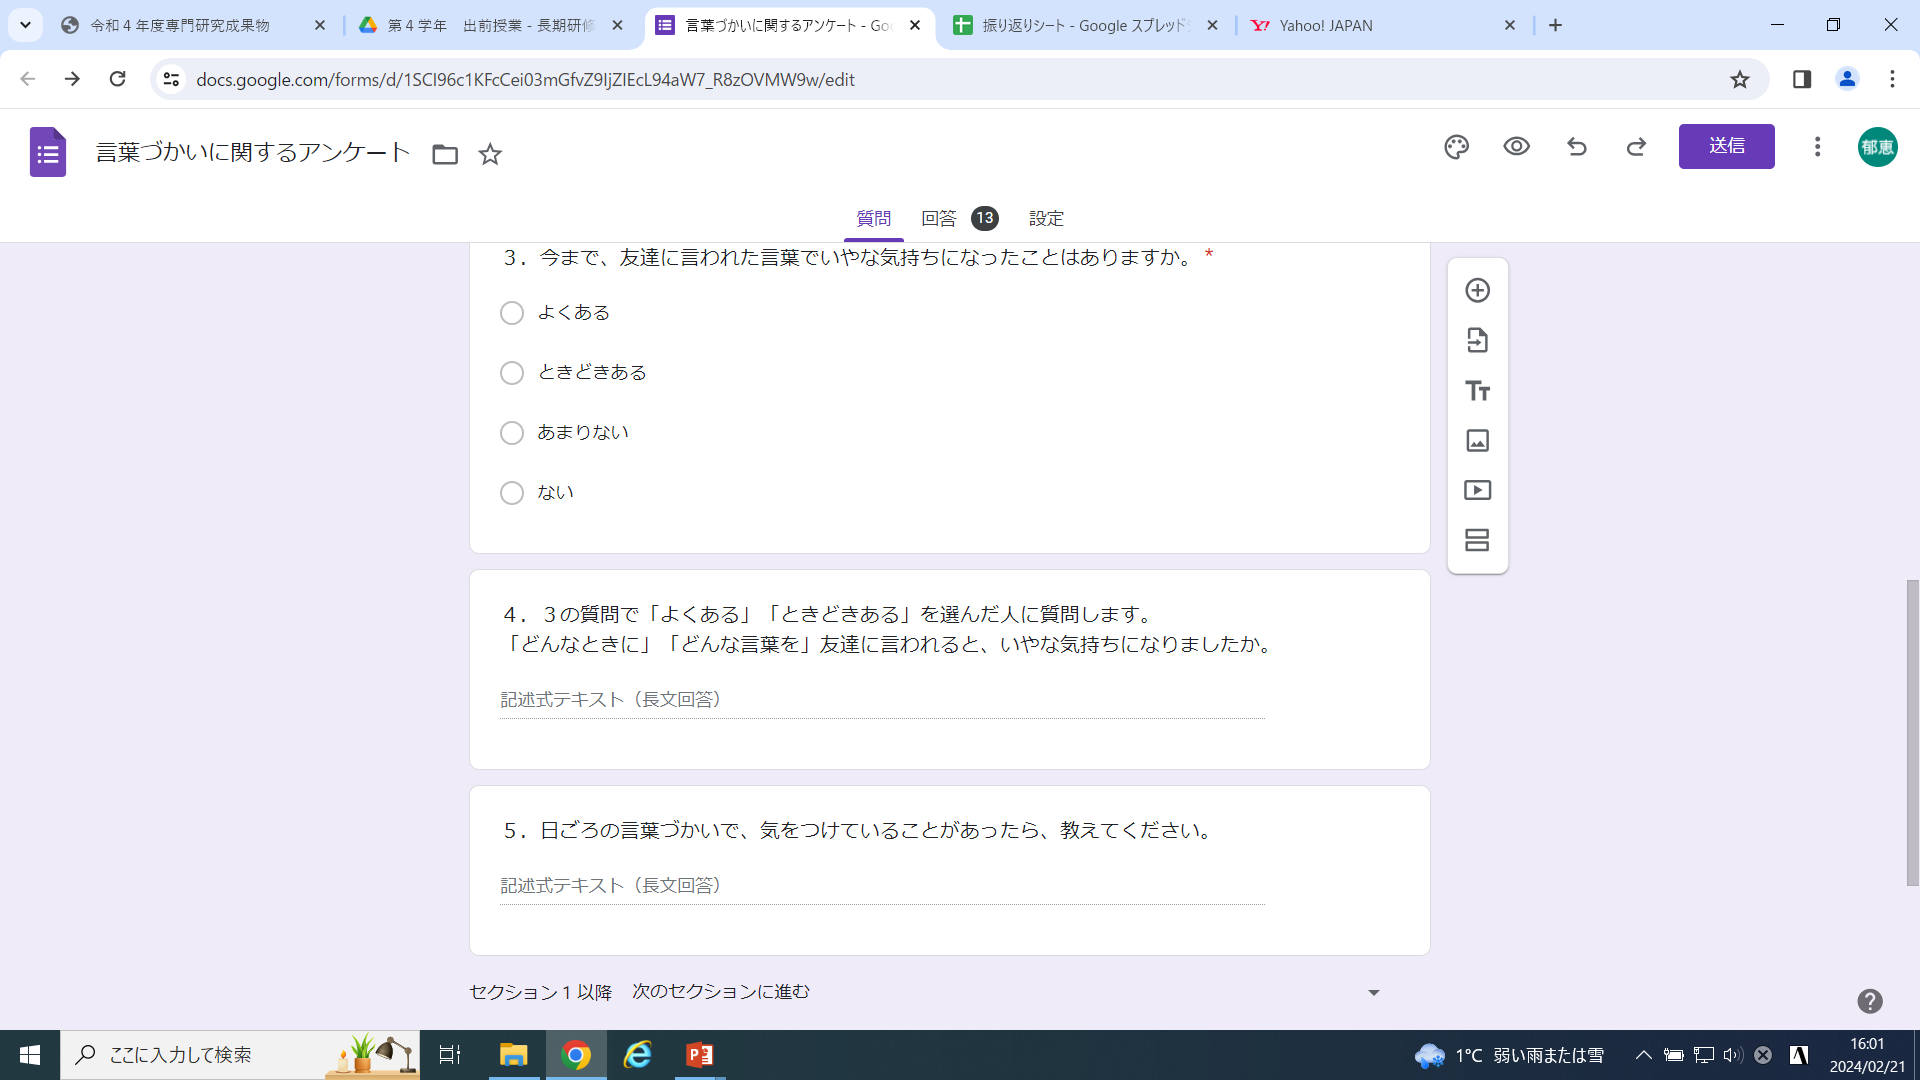 令和４年度専門研究成果物
第４学年　出前授業 - 長期研修
言葉づかいに関するアンケート - Goo
振り返りシート - Google スプレッドシ
Yahoo! JAPAN
docs.google.com/forms/d/1SCI96c1KFcCei03mGfvZ9IjZIEcL94aW7_R8zOVMW9w/edit
言葉づかいに関するアンケート
送信
郁恵
質問
回答 13
設定
３．今まで、友達に言われた言葉でいやな気持ちになったことはありますか。 *
よくある
ときどきある
あまりない
ない
４．３の質問で「よくある」「ときどきある」を選んだ人に質問します。
「どんなときに」「どんな言葉を」友達に言われると、いやな気持ちになりましたか。
記述式テキスト（長文回答）
５．日ごろの言葉づかいで、気をつけていることがあったら、教えてください。
記述式テキスト（長文回答）
セクション 1 以降　次のセクションに進む
ここに入力して検索
1°C 弱い雨または雪
A
16:01
2024/02/21